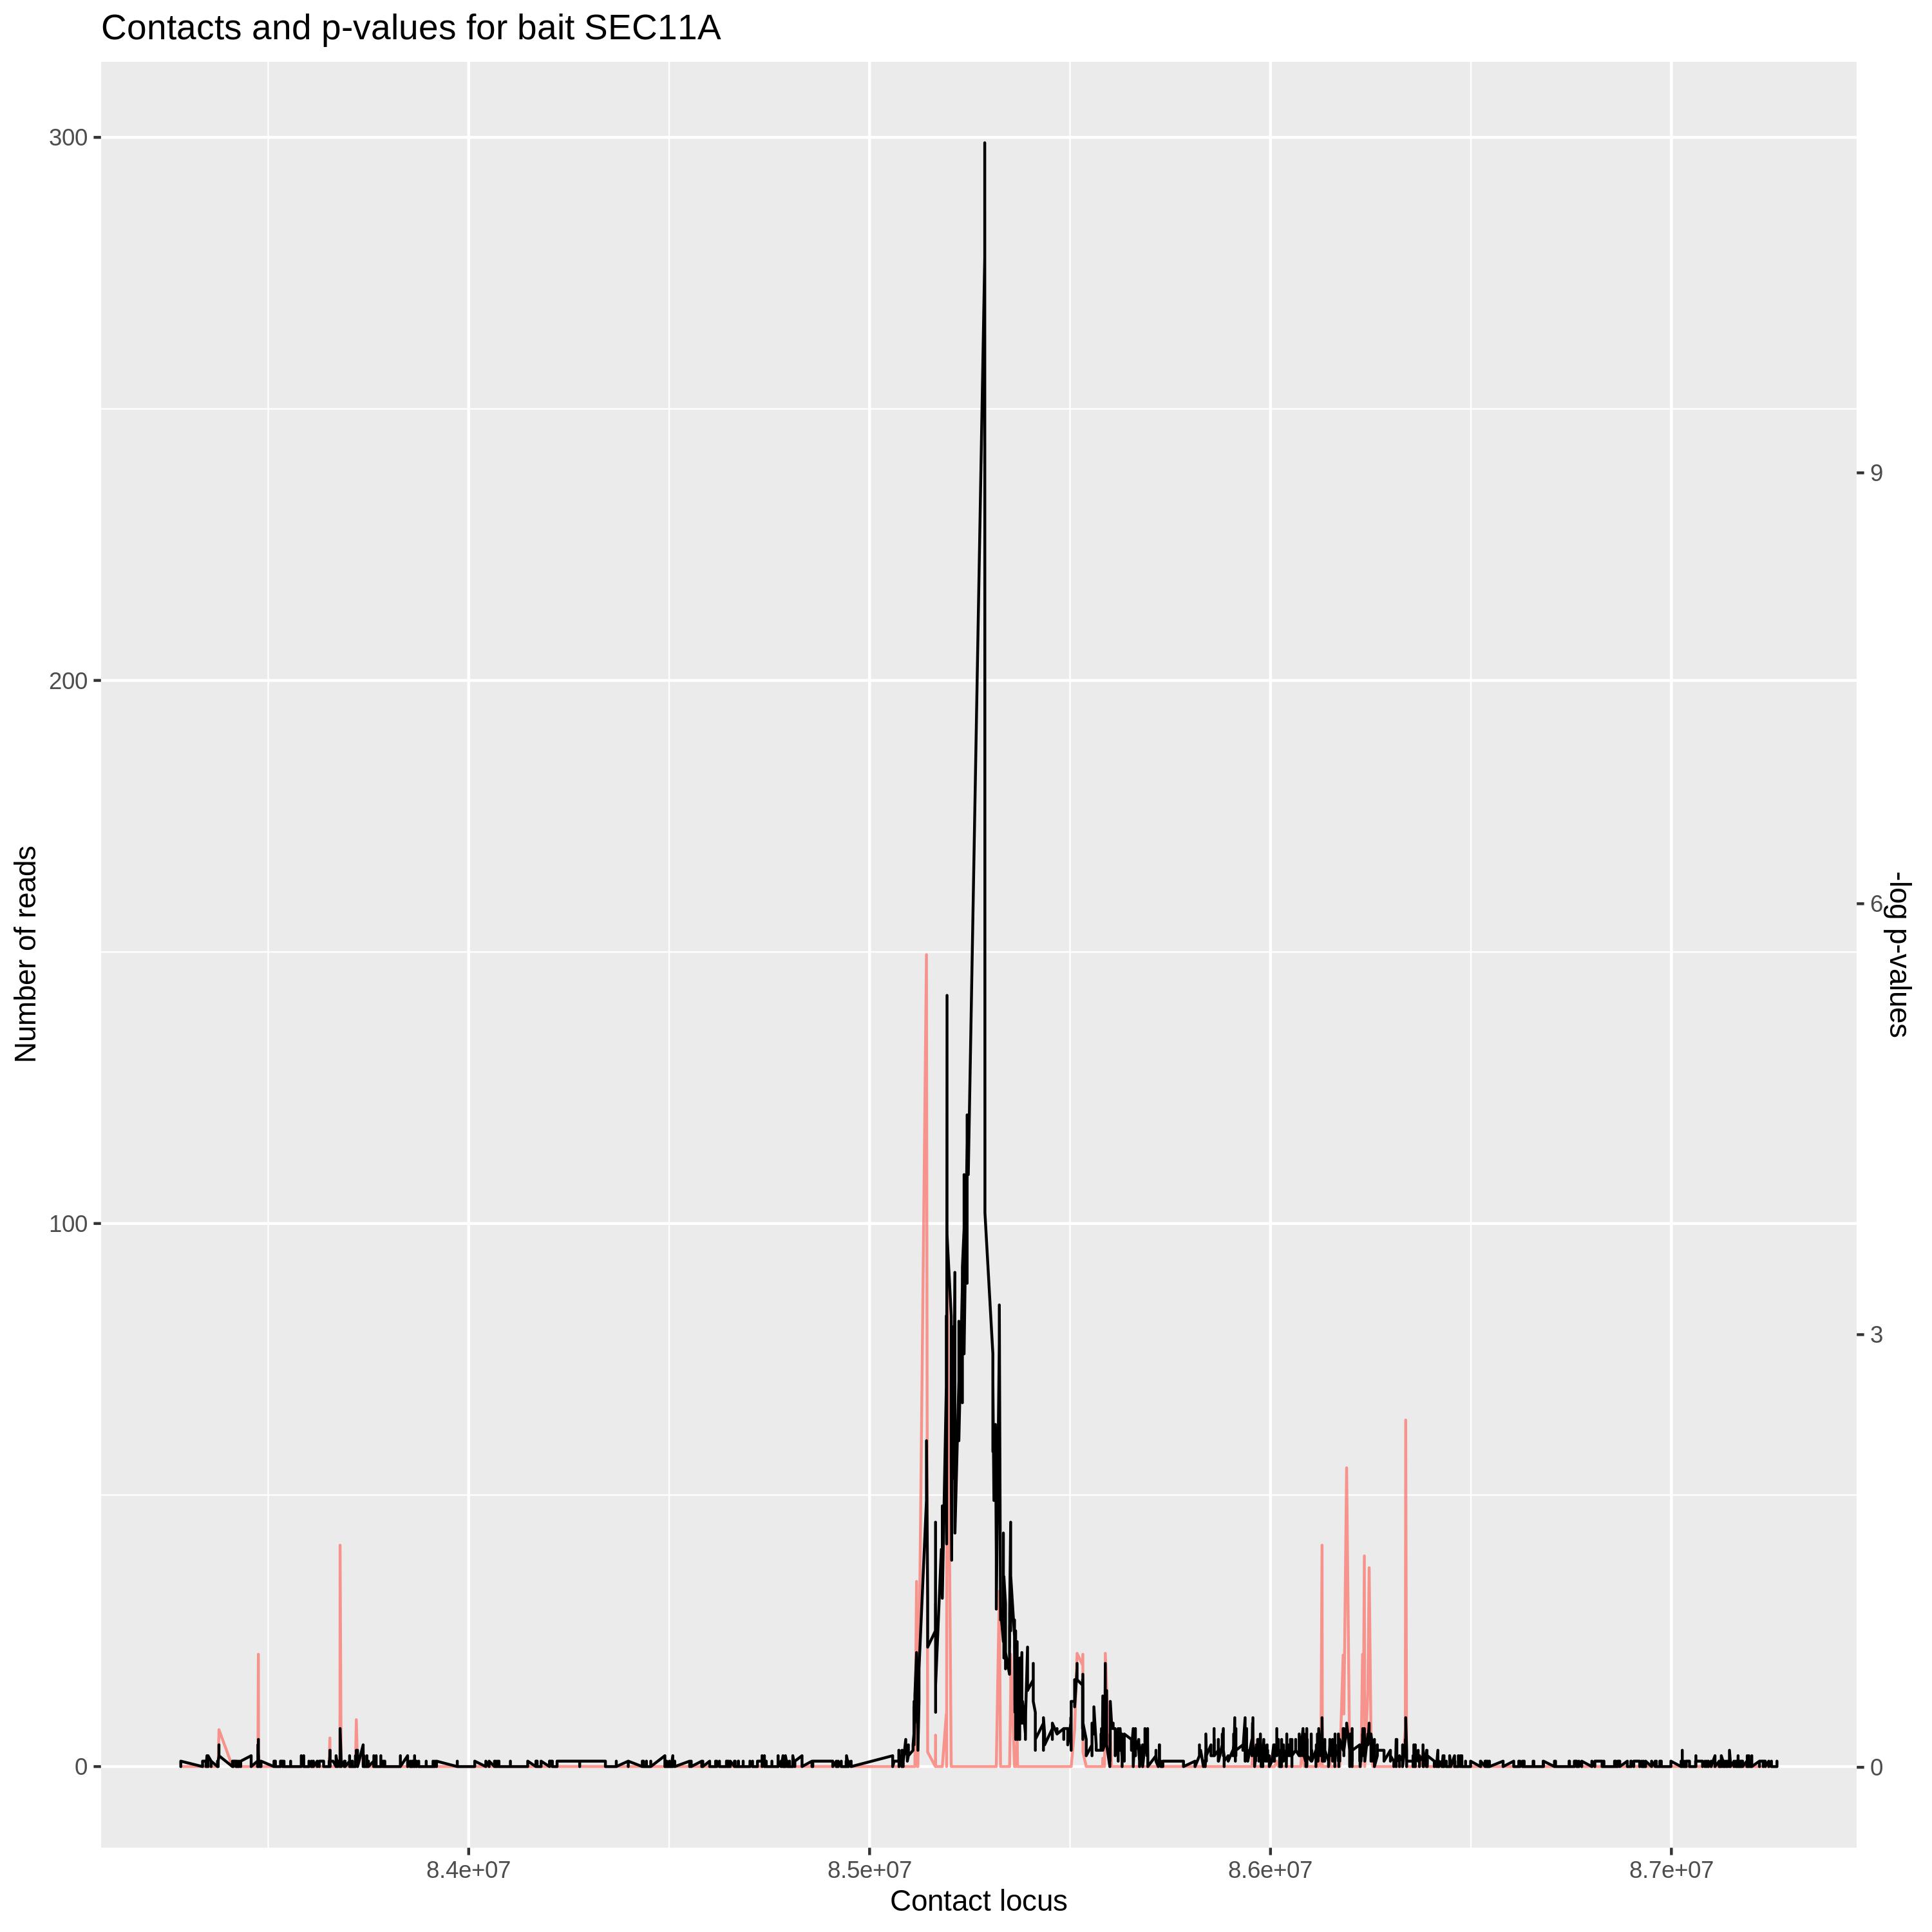 Contacts and p-values for bait SEC11A
300
200
100
0
Number of reads
9
6
3
0
-log p-values
8.4e+07
8.5e+07
8.6e+07
8.7e+07
Contact locus